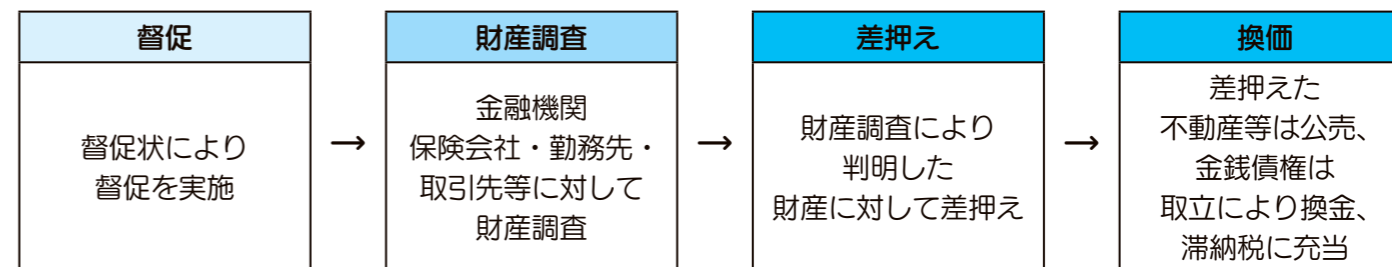 督促
督促状により
督促を実施
→
財産調査
金融機関
保険会社・勤務先・
取引先等に対して
財産調査
→
差押え
財産調査により
判明した
財産に対して差押え
→
換価
差押えた
不動産等は公売、
金銭債権は
取立により換金、
滞納税に充当